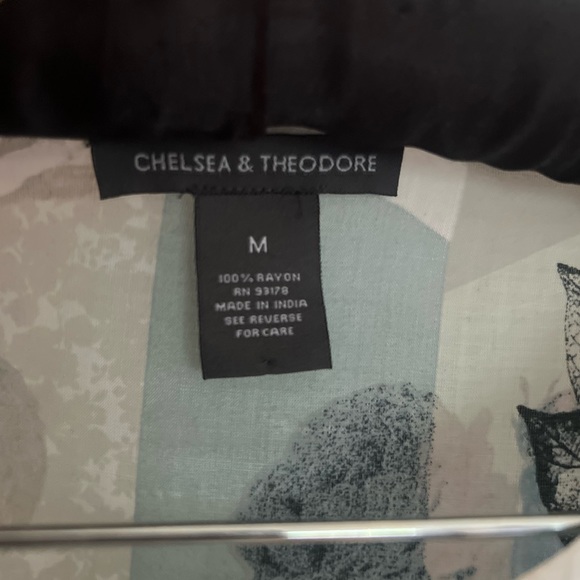 CHELSEA & THEODORE
M
100% RAYON
RN 93178
MADE IN INDIA
SEE REVERSE
FOR CARE